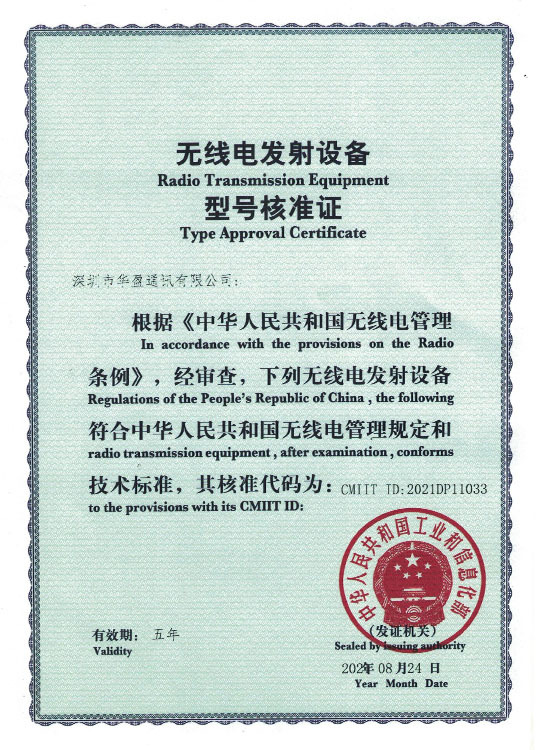 无线电发射设备
Radio Transmission Equipment
型号核准证
Type Approval Certificate
深圳市华盈通讯有限公司:
根据《中华人民共和国无线电管理
In accordance with the provisions on the Radio
条例》，经审查，下列无线电发射设备
Regulations of the People's Republic of China , the following
符合中华人民共和国无线电管理规定和
radio transmission equipment , after examination , conforms
技术标准，其核准代码为: CMIIT ID:2021DP11033
to the provisions with its CMIIT ID:
中华人民共和国工业和信息化部
有效期: 五年
Validity
(发证机关)
Sealed by issuing authority
202年 08 月24 日
Year Month Date